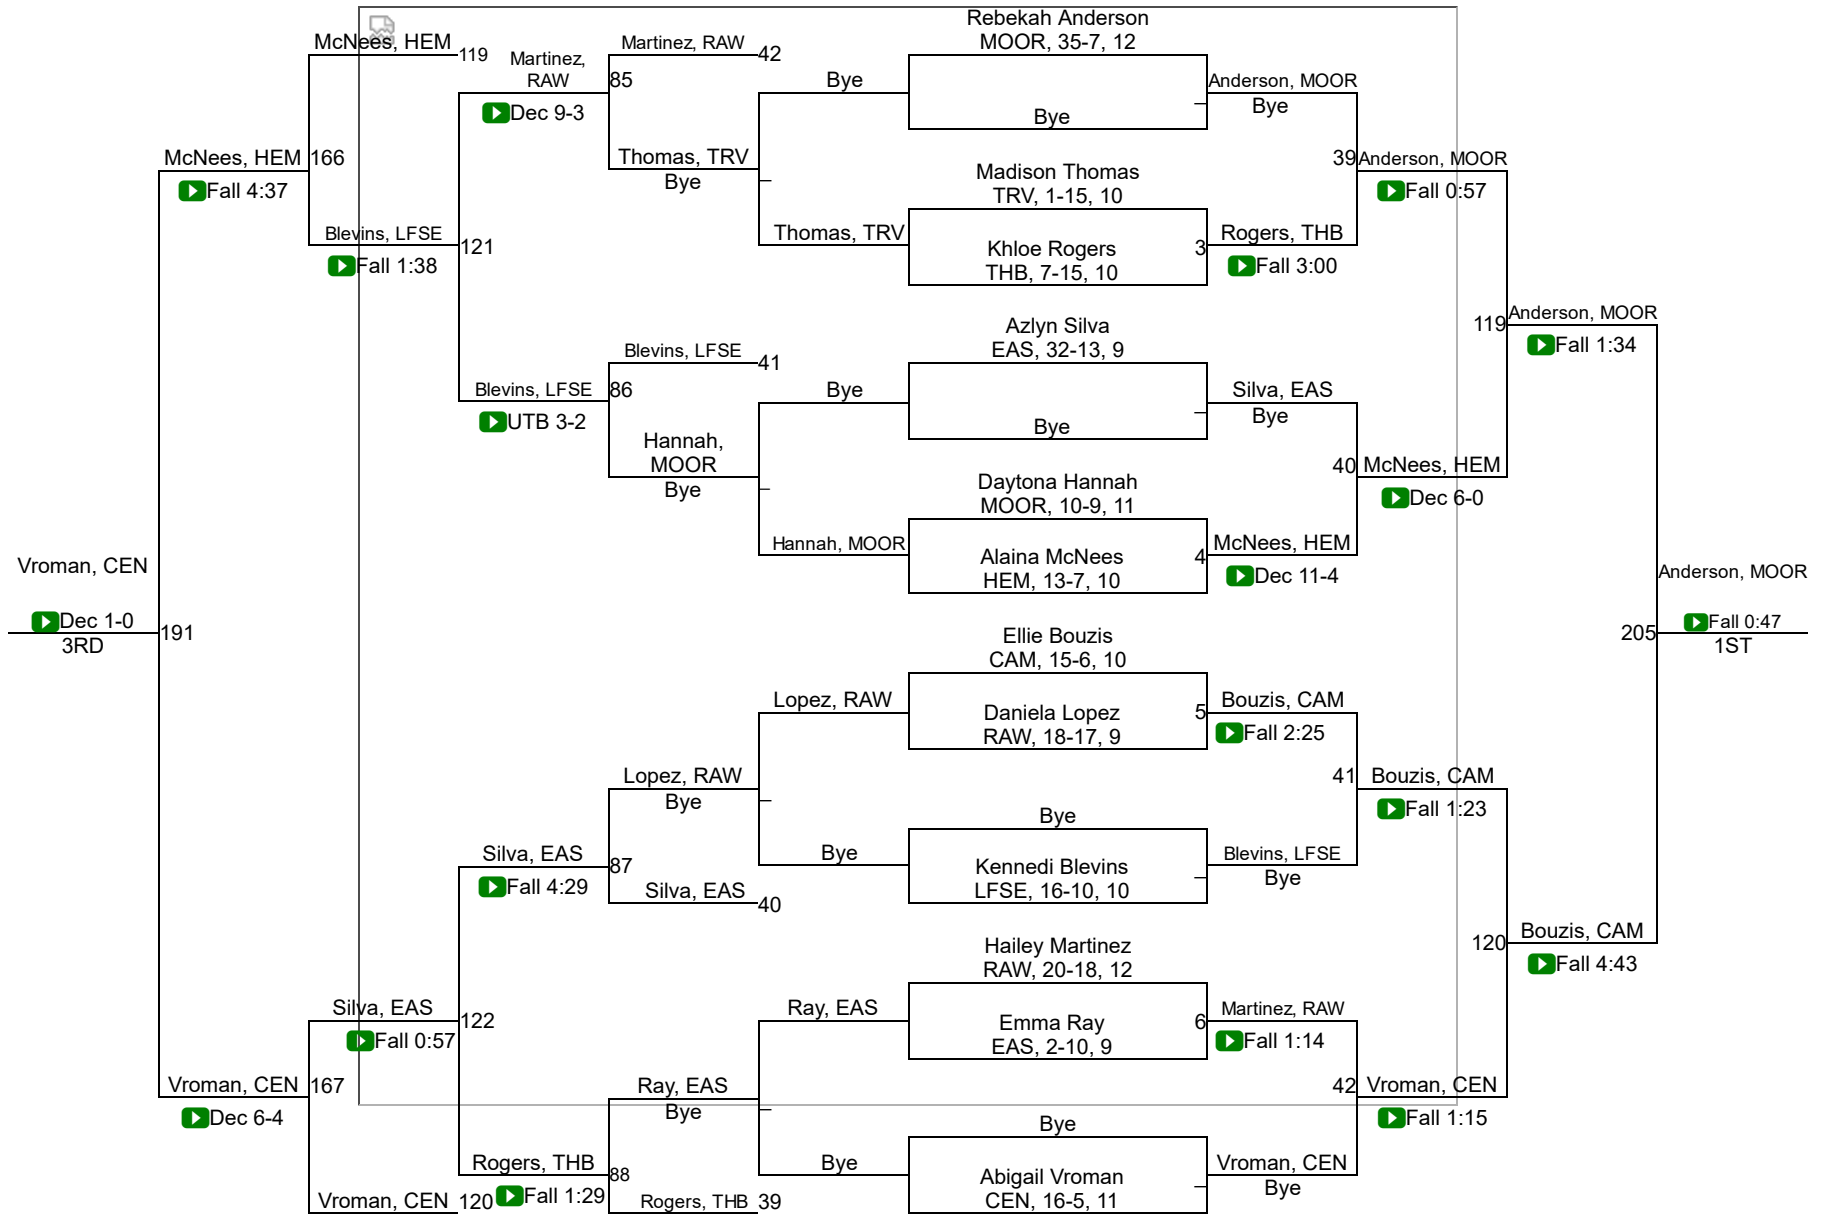 Rebekah Anderson
MOOR, 35-7, 12
McNees, HEM
119
Martinez, RAW
42
Martinez,
RAW
85
Bye
Anderson, MOOR
Bye
Dec 9-3
Bye
McNees, HEM
166
Thomas, TRV
Bye
Madison Thomas
TRV, 1-15, 10
39
Anderson, MOOR
Fall 4:37
Fall 0:57
Blevins, LFSE
121
Thomas, TRV
Khloe Rogers
THB, 7-15, 10
3
Rogers, THB
Fall 1:38
Fall 3:00
Azlyn Silva
EAS, 32-13, 9
119
Anderson, MOOR
Fall 1:34
Blevins, LFSE
41
Blevins, LFSE
86
Bye
Silva, EAS
Bye
UTB 3-2
Bye
Hannah,
MOOR
Bye
40
McNees, HEM
Dec 6-0
Daytona Hannah
MOOR, 10-9, 11
Hannah, MOOR
Alaina McNees
HEM, 13-7, 10
4
McNees, HEM
Dec 11-4
Vroman, CEN
Dec 1-0
3RD
191
Anderson, MOOR
205
Fall 0:47
1ST
Ellie Bouzis
CAM, 15-6, 10
Lopez, RAW
Daniela Lopez
RAW, 18-17, 9
5
Bouzis, CAM
Fall 2:25
Lopez, RAW
Bye
41
Bouzis, CAM
Fall 1:23
Bye
Silva, EAS
87
Bye
Kennedi Blevins
LFSE, 16-10, 10
Blevins, LFSE
Bye
Fall 4:29
Silva, EAS
40
Hailey Martinez
RAW, 20-18, 12
120
Bouzis, CAM
Fall 4:43
Silva, EAS
122
Ray, EAS
Emma Ray
EAS, 2-10, 9
6
Martinez, RAW
Fall 0:57
Fall 1:14
Vroman, CEN
167
Ray, EAS
Bye
42
Vroman, CEN
Dec 6-4
Fall 1:15
Bye
Rogers, THB
88
Bye
Abigail Vroman
CEN, 16-5, 11
Vroman, CEN
Bye
Fall 1:29
Vroman, CEN
120
Rogers, THB
39